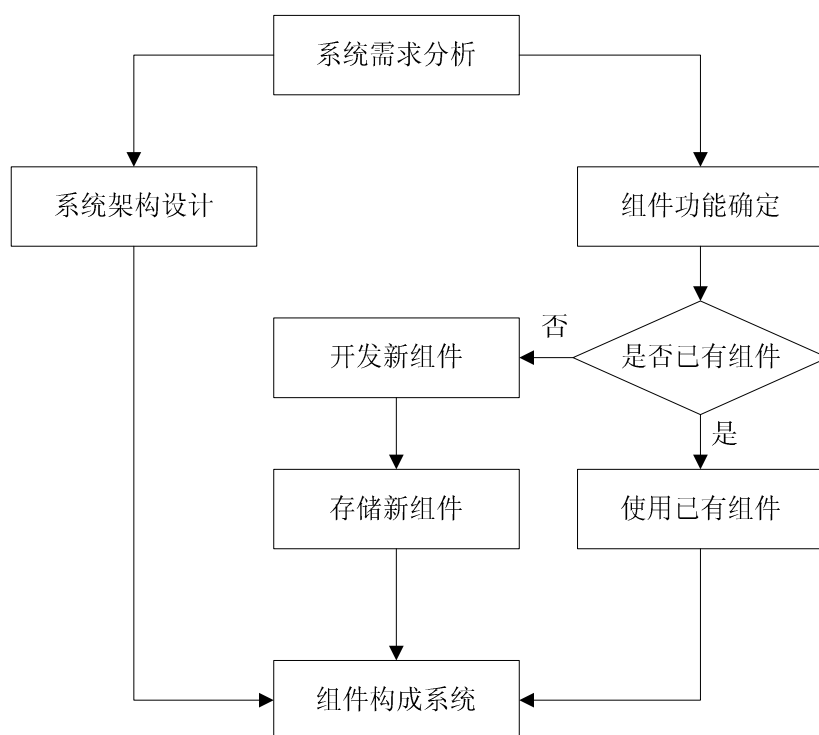 系统需求分析
系统架构设计
组件功能确定
否
开发新组件
是否已有组件
是
存储新组件
使用已有组件
组件构成系统